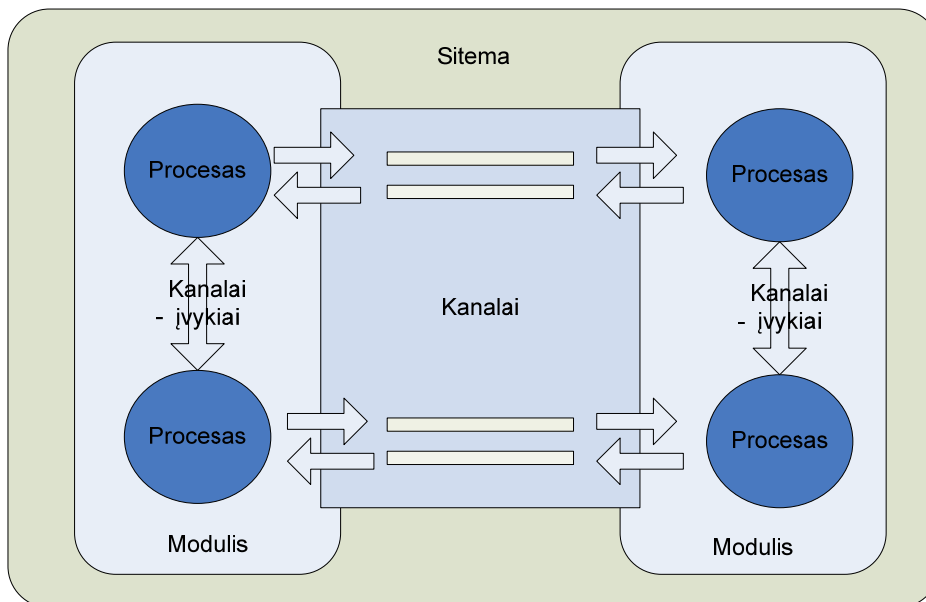 Sitema
Procesas
Procesas
Kanalai
- įvykiai
Kanalai
Kanalai
- įvykiai
Procesas
Procesas
Modulis
Modulis